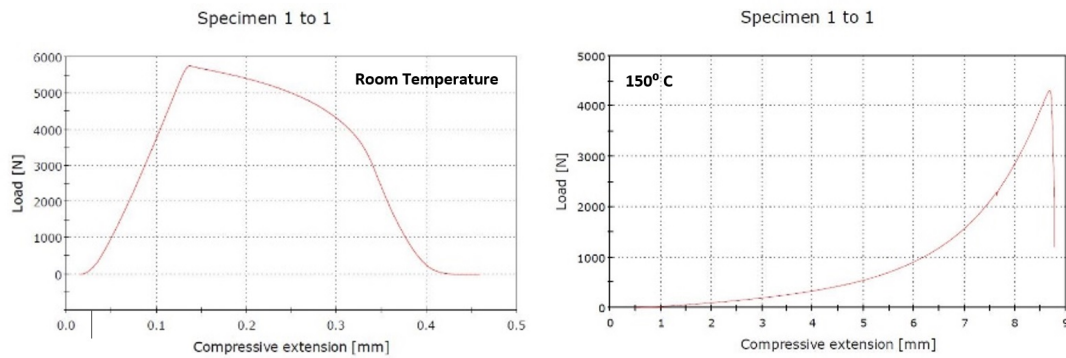 Specimen 1 to 1
6000
5000
4000
3000
2000
1000
0
Load [N]
Room Temperature
0.0 0.1 0.2 0.3 0.4 0.5
Compressive extension [mm]
Specimen 1 to 1
5000
4000
3000
2000
1000
0
Load [N]
150⁰ C
0 1 2 3 4 5 6 7 8 9
Compressive extension [mm]